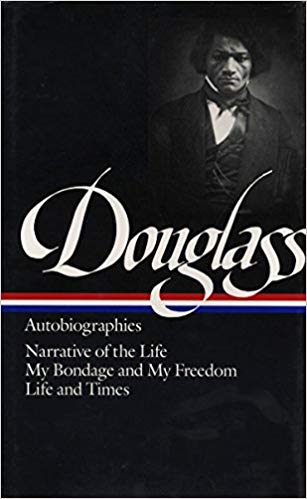 Douglass
Autobiographies
Narrative of the Life
My Bondage and My Freedom
Life and Times